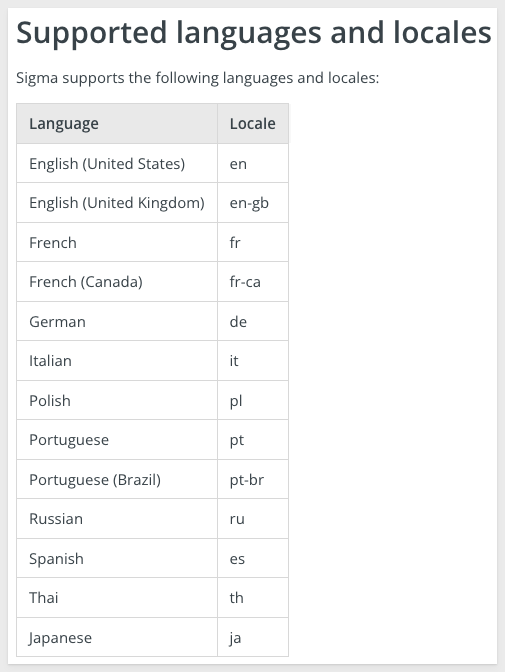 Supported languages and locales
Sigma supports the following languages and locales:
Language Locale
English (United States) en
English (United Kingdom) en-gb
French fr
French (Canada) fr-ca
German de
Italian it
Polish pl
Portuguese pt
Portuguese (Brazil) pt-br
Russian ru
Spanish es
Thai th
Japanese ja